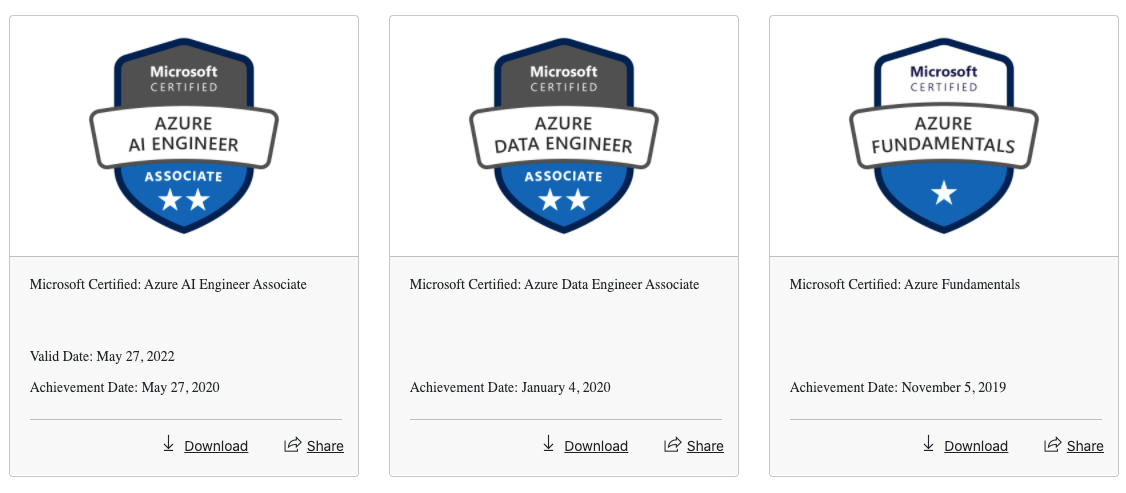 Microsoft
CERTIFIED
AZURE
AI ENGINEER
ASSOCIATE
Microsoft Certified: Azure AI Engineer Associate
Valid Date: May 27, 2022
Achievement Date: May 27, 2020
Download
Share
Microsoft
CERTIFIED
AZURE
DATA ENGINEER
ASSOCIATE
Microsoft Certified: Azure Data Engineer Associate
Achievement Date: January 4, 2020
Download
Share
Microsoft
CERTIFIED
AZURE
FUNDAMENTALS
Microsoft Certified: Azure Fundamentals
Achievement Date: November 5, 2019
Download
Share